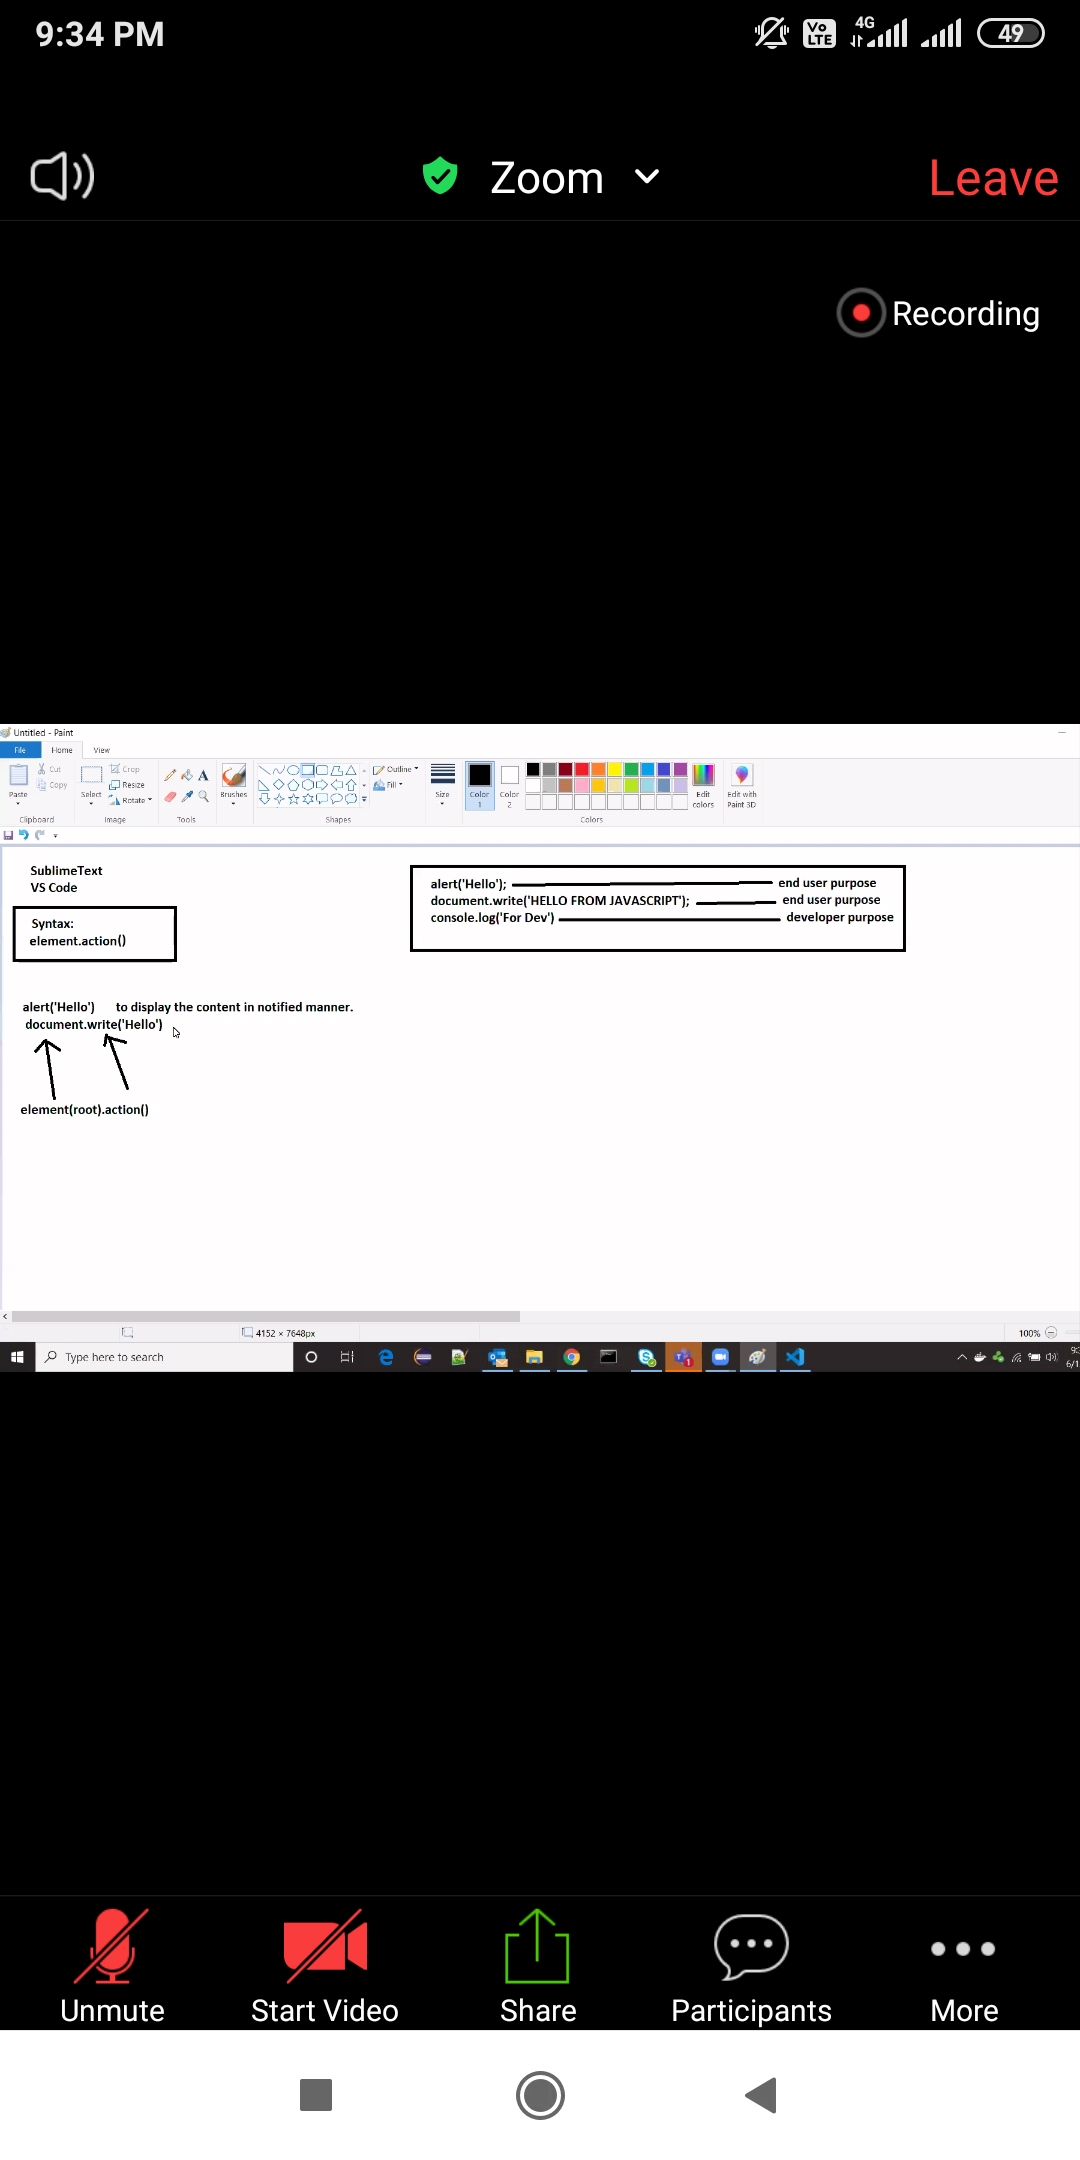 9:34 PM
Vo LTE
4G
49
Zoom
Leave
Recording
Untitled - Paint
File Home View
Cut
Copy
Paste
Clipboard
Crop
Resize
Rotate
Select
Image
A
Tools
Brushes
Outline
Fill
Shapes
Size
Color 1
Color 2
Edit colors
Edit with Paint 3D
Colors
SublimeText
VS Code
Syntax:
element.action()
alert('Hello'); end user purpose
document.write('HELLO FROM JAVASCRIPT'); end user purpose
console.log('For Dev') developer purpose
alert('Hello') to display the content in notified manner.
document.write('Hello')
element(root).action()
4152 × 7648px
100%
Type here to search
Unmute
Start Video
Share
Participants
More